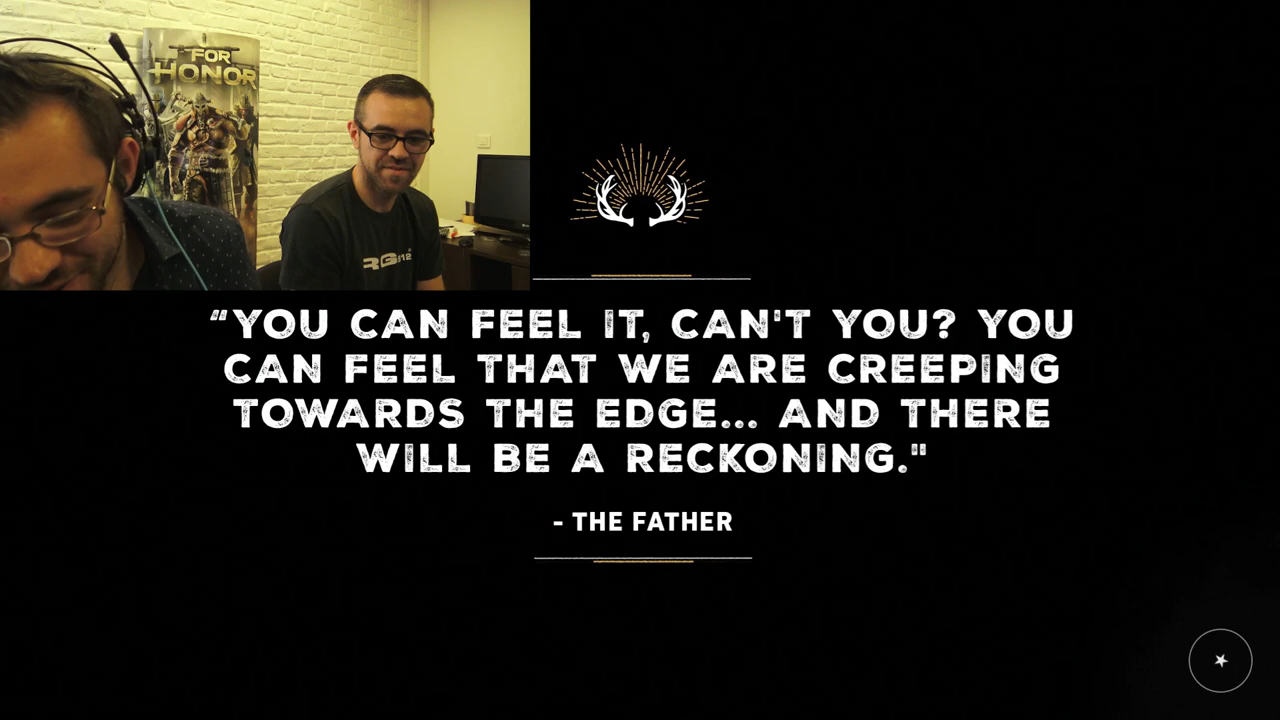 FOR
HONOR
RG512
“YOU CAN FEEL IT, CAN'T YOU? YOU
CAN FEEL THAT WE ARE CREEPING
TOWARDS THE EDGE... AND THERE
WILL BE A RECKONING."
- THE FATHER